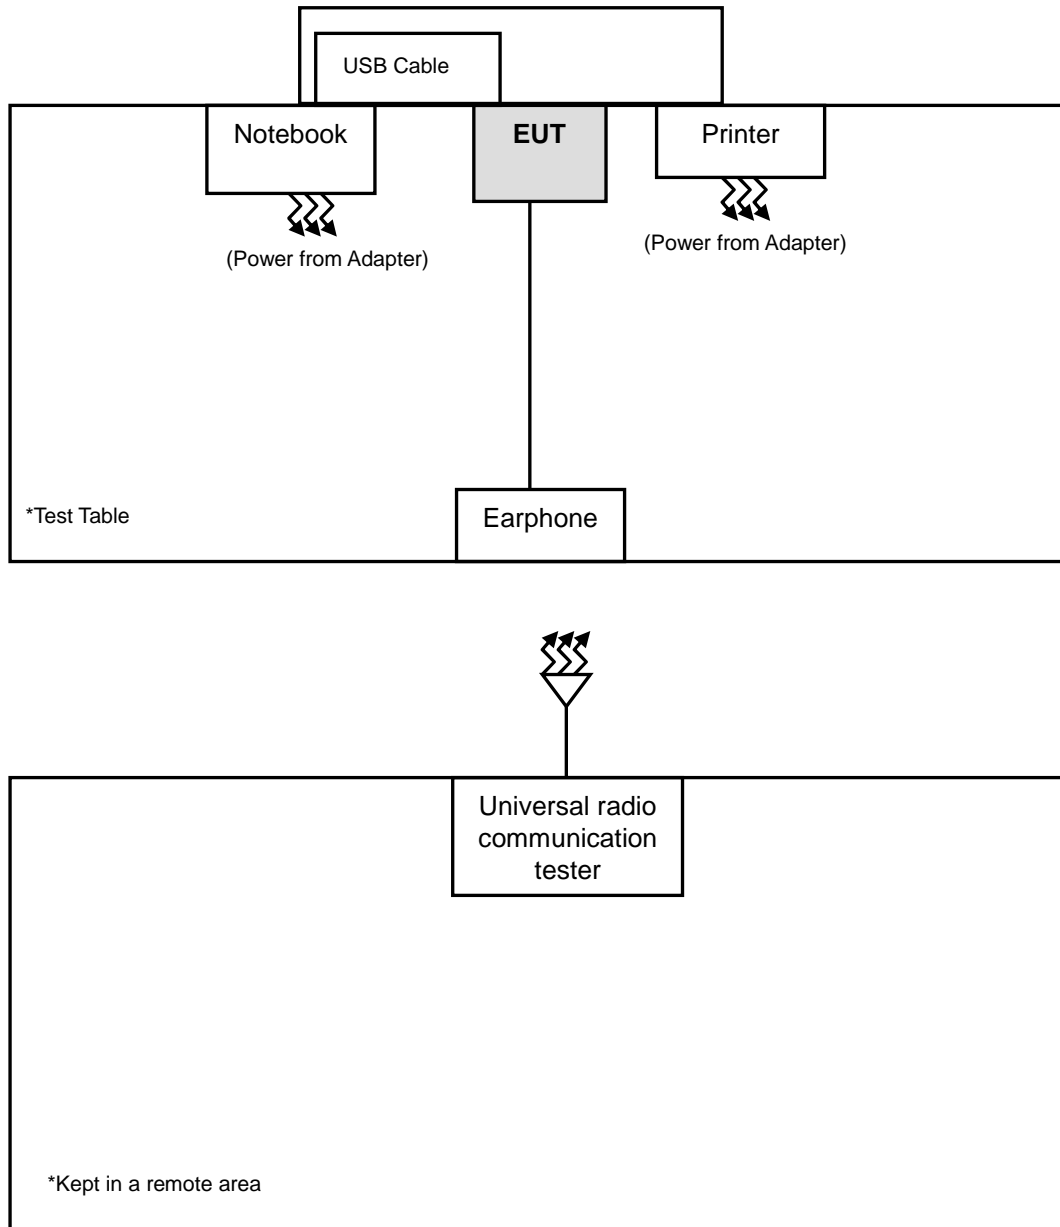 USB Cable
Notebook
EUT
Printer
(Power from Adapter)
(Power from Adapter)
*Test Table
Earphone
Universal radio
communication
tester
*Kept in a remote area